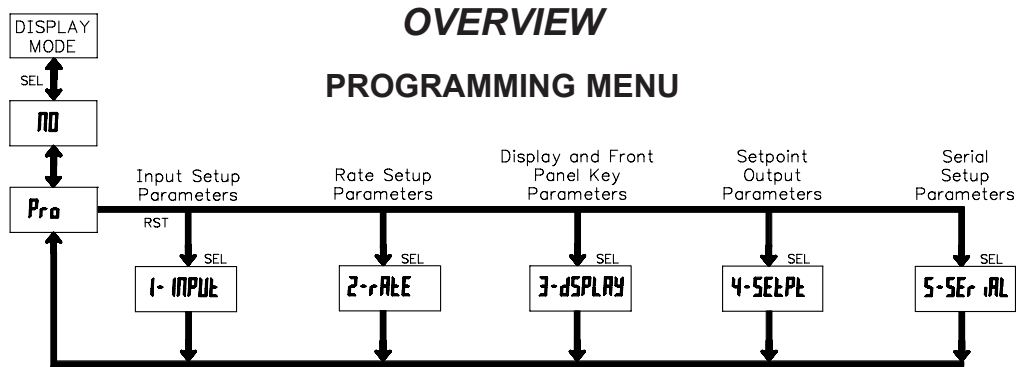 OVERVIEW
PROGRAMMING MENU
DISPLAY
MODE
SEL
NO
Pro
RST
Input Setup
Parameters
Rate Setup
Parameters
Display and Front
Panel Key
Parameters
Setpoint
Output
Parameters
Serial
Setup
Parameters
SEL
SEL
SEL
SEL
SEL
1-INPUt
2-rAtE
3-dSPLAY
4-SEtPt
5-SEriAL